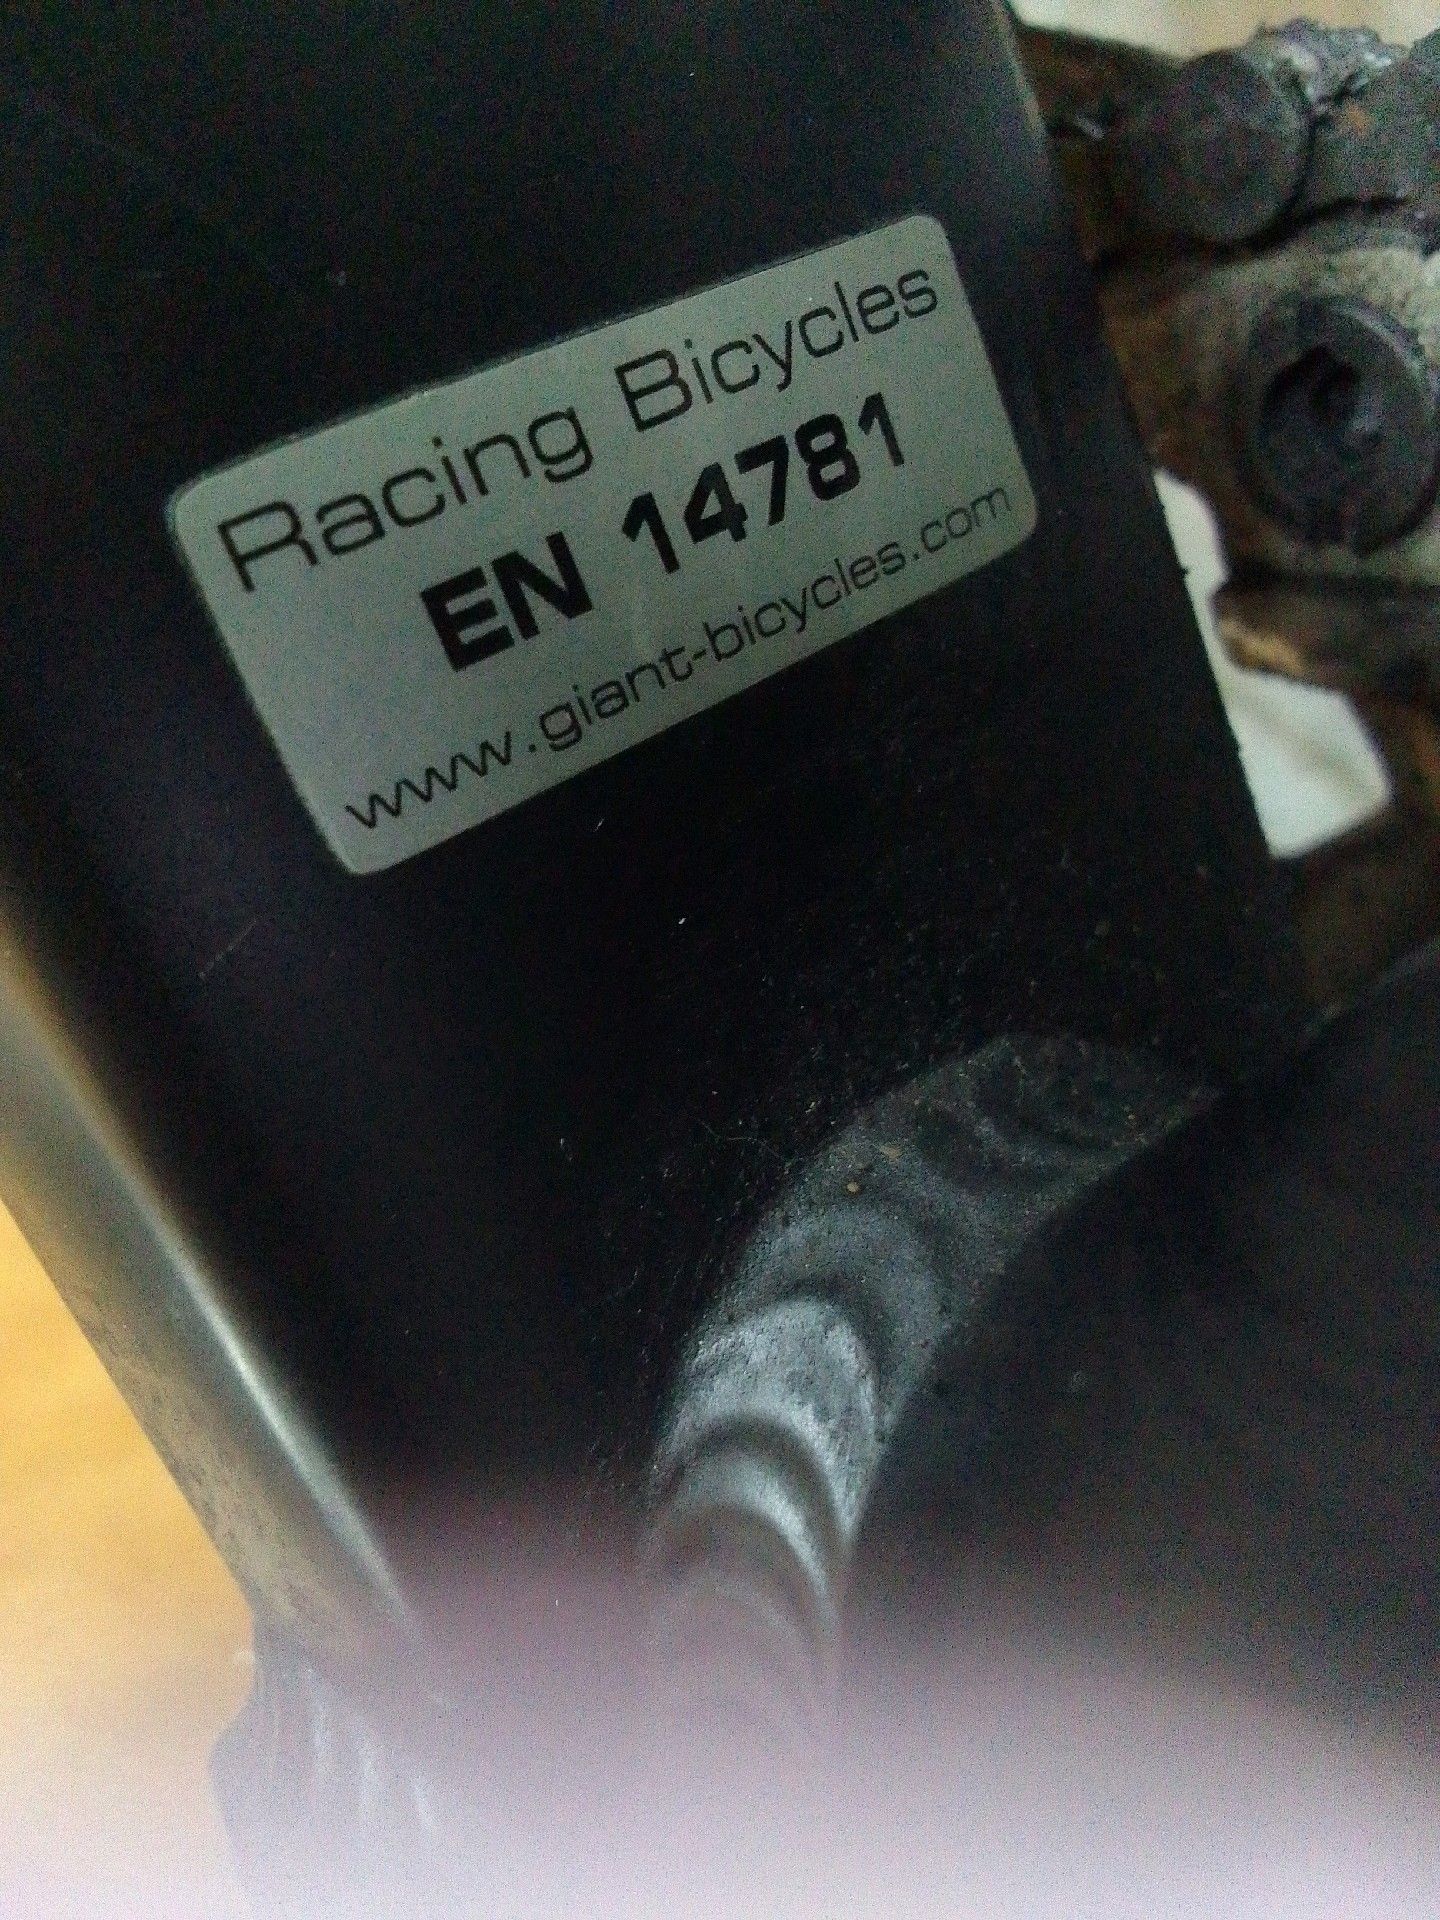 Racing Bicycles
EN 14781
www.giant-bicycles.com